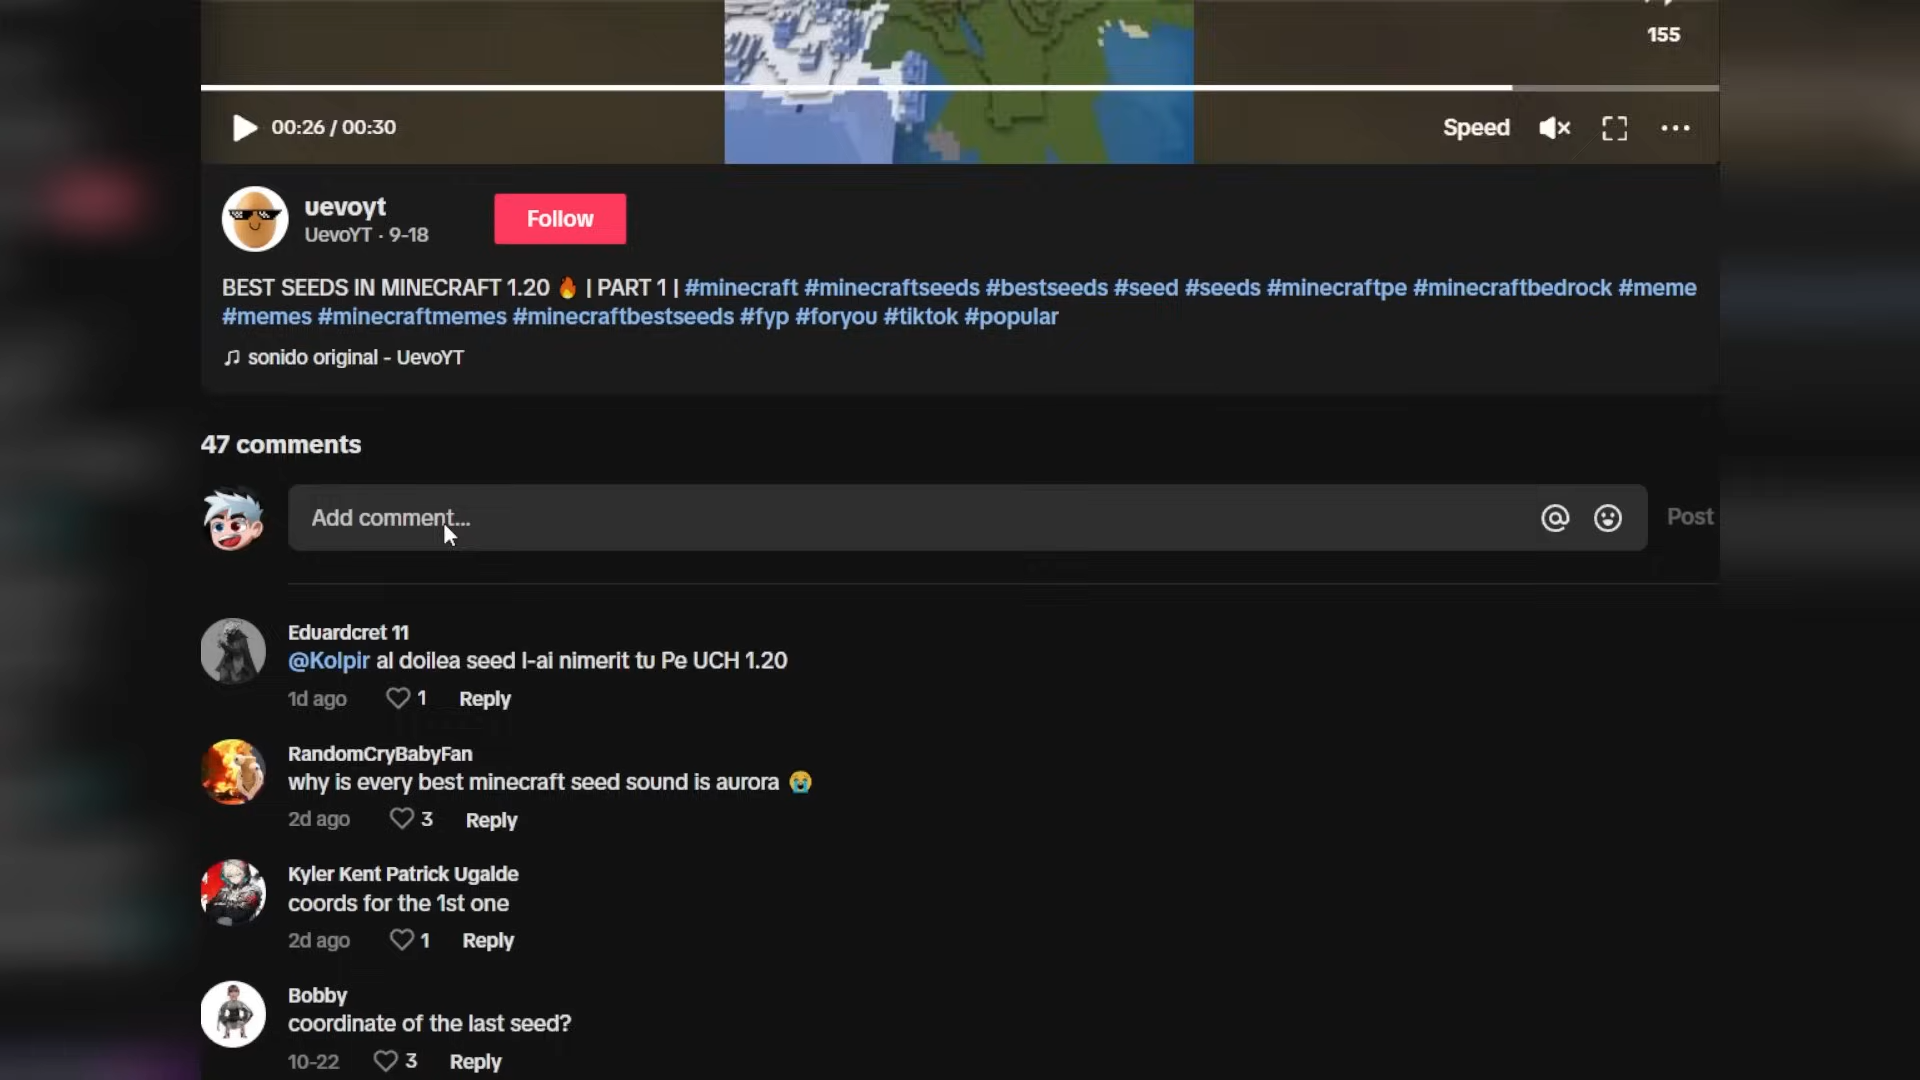 155
00:26 / 00:30
Speed
uevoyt
UevoYT · 9-18
Follow
BEST SEEDS IN MINECRAFT 1.20 🔥 | PART 1 | #minecraft #minecraftseeds #bestseeds #seed #seeds #minecraftpe #minecraftbedrock #meme
#memes #minecraftmemes #minecraftbestseeds #fyp #foryou #tiktok #popular
♫ sonido original - UevoYT
47 comments
Add comment...
Post
Eduardcret 11
@Kolpir al doilea seed l-ai nimerit tu Pe UCH 1.20
1d ago 1 Reply
RandomCryBabyFan
why is every best minecraft seed sound is aurora 😭
2d ago 3 Reply
Kyler Kent Patrick Ugalde
coords for the 1st one
2d ago 1 Reply
Bobby
coordinate of the last seed?
10-22 3 Reply